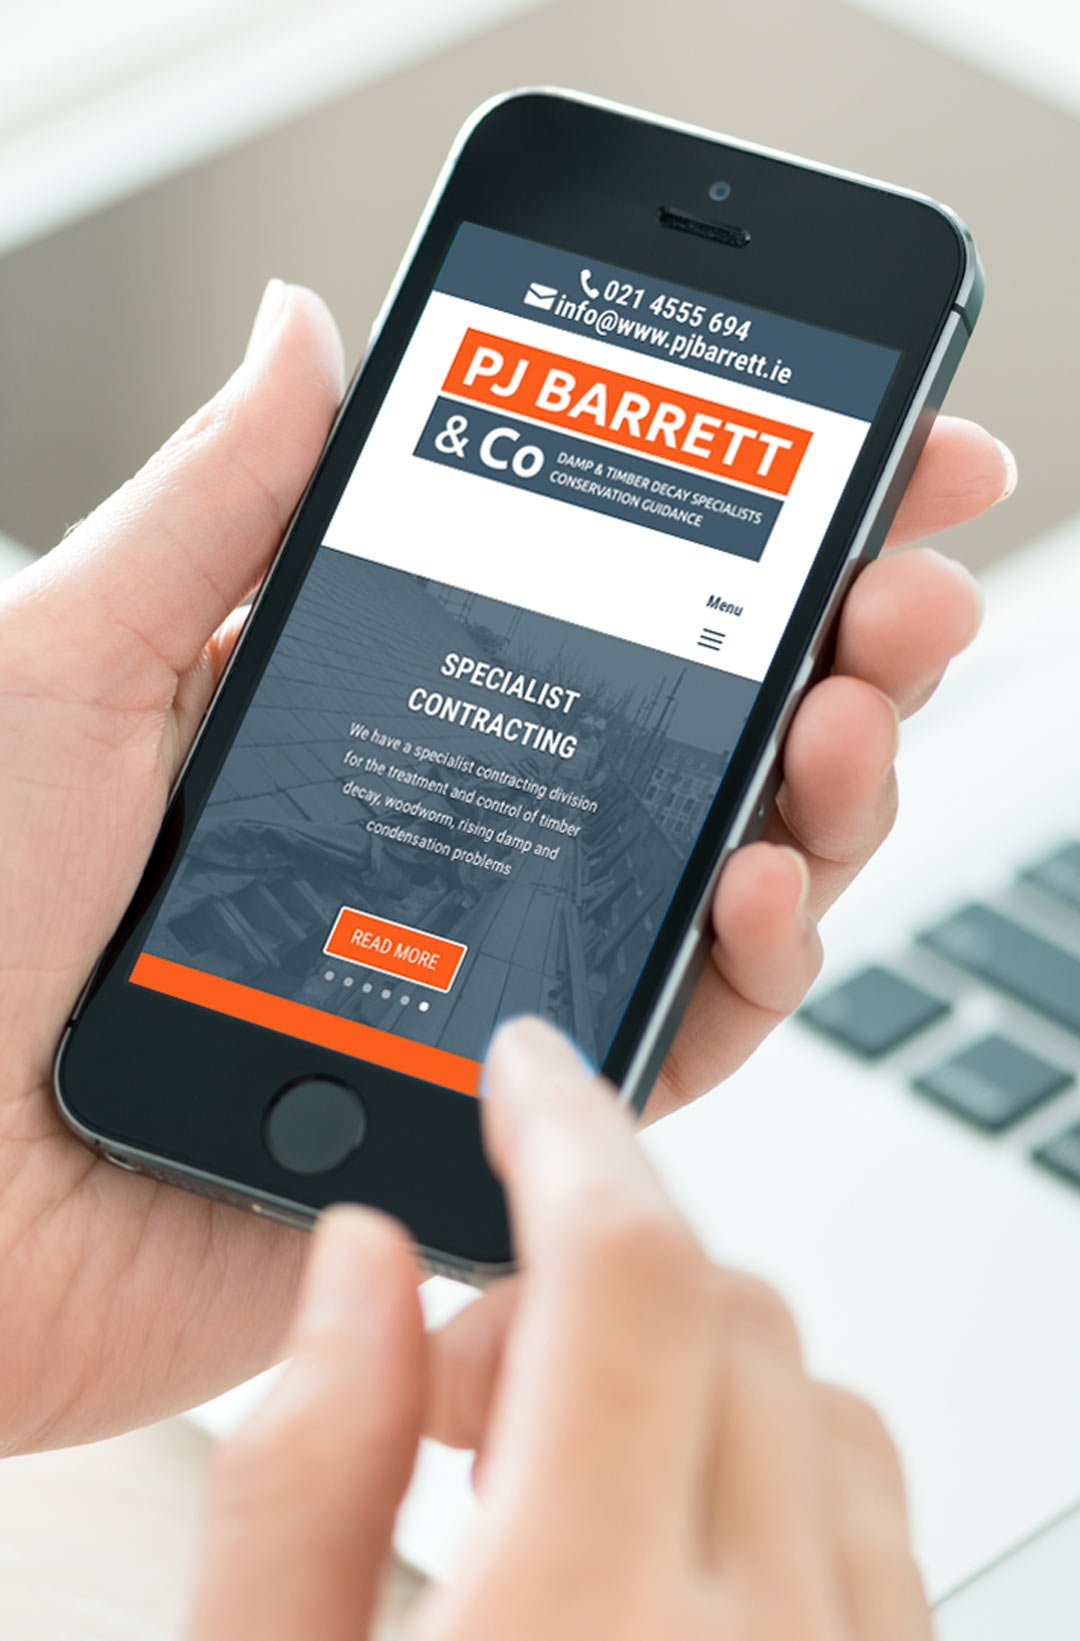 021 4555 694
info@www.pjbarrett.ie
PJ BARRETT
& Co
DAMP & TIMBER DECAY SPECIALISTS
CONSERVATION GUIDANCE
Menu
SPECIALIST
CONTRACTING
We have a specialist contracting division
for the treatment and control of timber
decay, woodworm, rising damp and
condensation problems
READ MORE